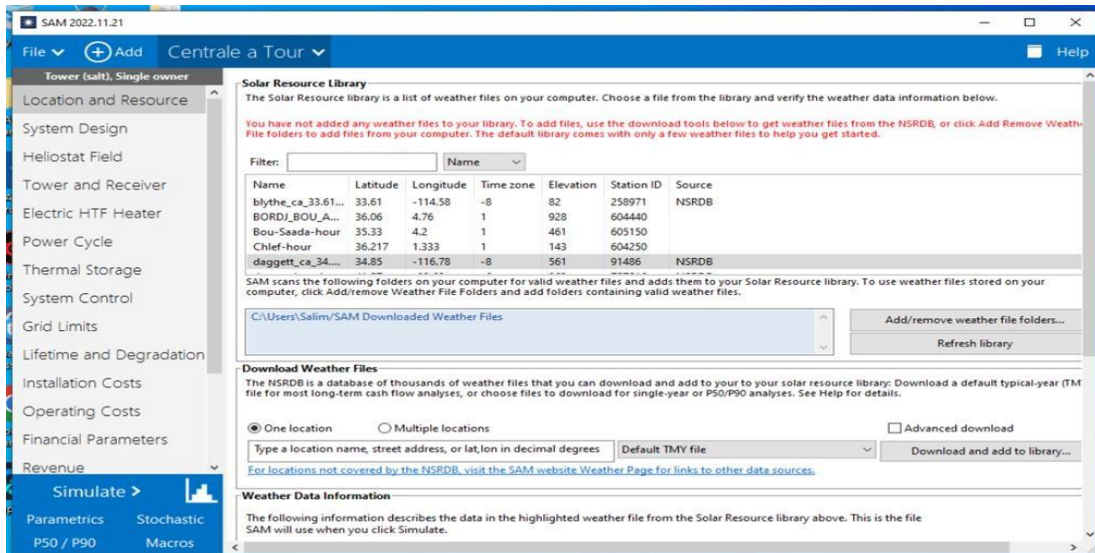 SAM 2022.11.21
File Add Centrale a Tour Help
Tower (salt), Single owner
Location and Resource
System Design
Heliostat Field
Tower and Receiver
Electric HTF Heater
Power Cycle
Thermal Storage
System Control
Grid Limits
Lifetime and Degradation
Installation Costs
Operating Costs
Financial Parameters
Revenue
Simulate >
Parametrics Stochastic
P50 / P90 Macros
Solar Resource Library
The Solar Resource library is a list of weather files on your computer. Choose a file from the library and verify the weather data information below.
You have not added any weather files to your library. To add files, use the download tools below to get weather files from the NSRDB, or click Add Remove Weath
File folders to add files from your computer. The default library comes with only a few weather files to help you get started.
Filter: Name
Name Latitude Longitude Time zone Elevation Station ID Source
blythe_ca_33.61... 33.61 -114.58 -8 82 258971 NSRDB
BORDJ_BOU_A... 36.06 4.76 1 928 604440
Bou-Saada-hour 35.33 4.2 1 461 605150
Chlef-hour 36.217 1.333 1 143 604250
daggett_ca_34.... 34.85 -116.78 -8 561 91486 NSRDB
SAM scans the following folders on your computer for valid weather files and adds them to your Solar Resource library. To use weather files stored on your
computer, click Add/remove Weather File Folders and add folders containing valid weather files.
C:\Users\Salim/SAM Downloaded Weather Files
Add/remove weather file folders...
Refresh library
Download Weather Files
The NSRDB is a database of thousands of weather files that you can download and add to your to your solar resource library: Download a default typical-year (TM
file for most long-term cash flow analyses, or choose files to download for single-year or P50/P90 analyses. See Help for details.
One location Multiple locations Advanced download
Type a location name, street address, or lat,lon in decimal degrees Default TMY file Download and add to library...
For locations not covered by the NSRDB, visit the SAM website Weather Page for links to other data sources.
Weather Data Information
The following information describes the data in the highlighted weather file from the Solar Resource library above. This is the file
SAM will use when you click Simulate.